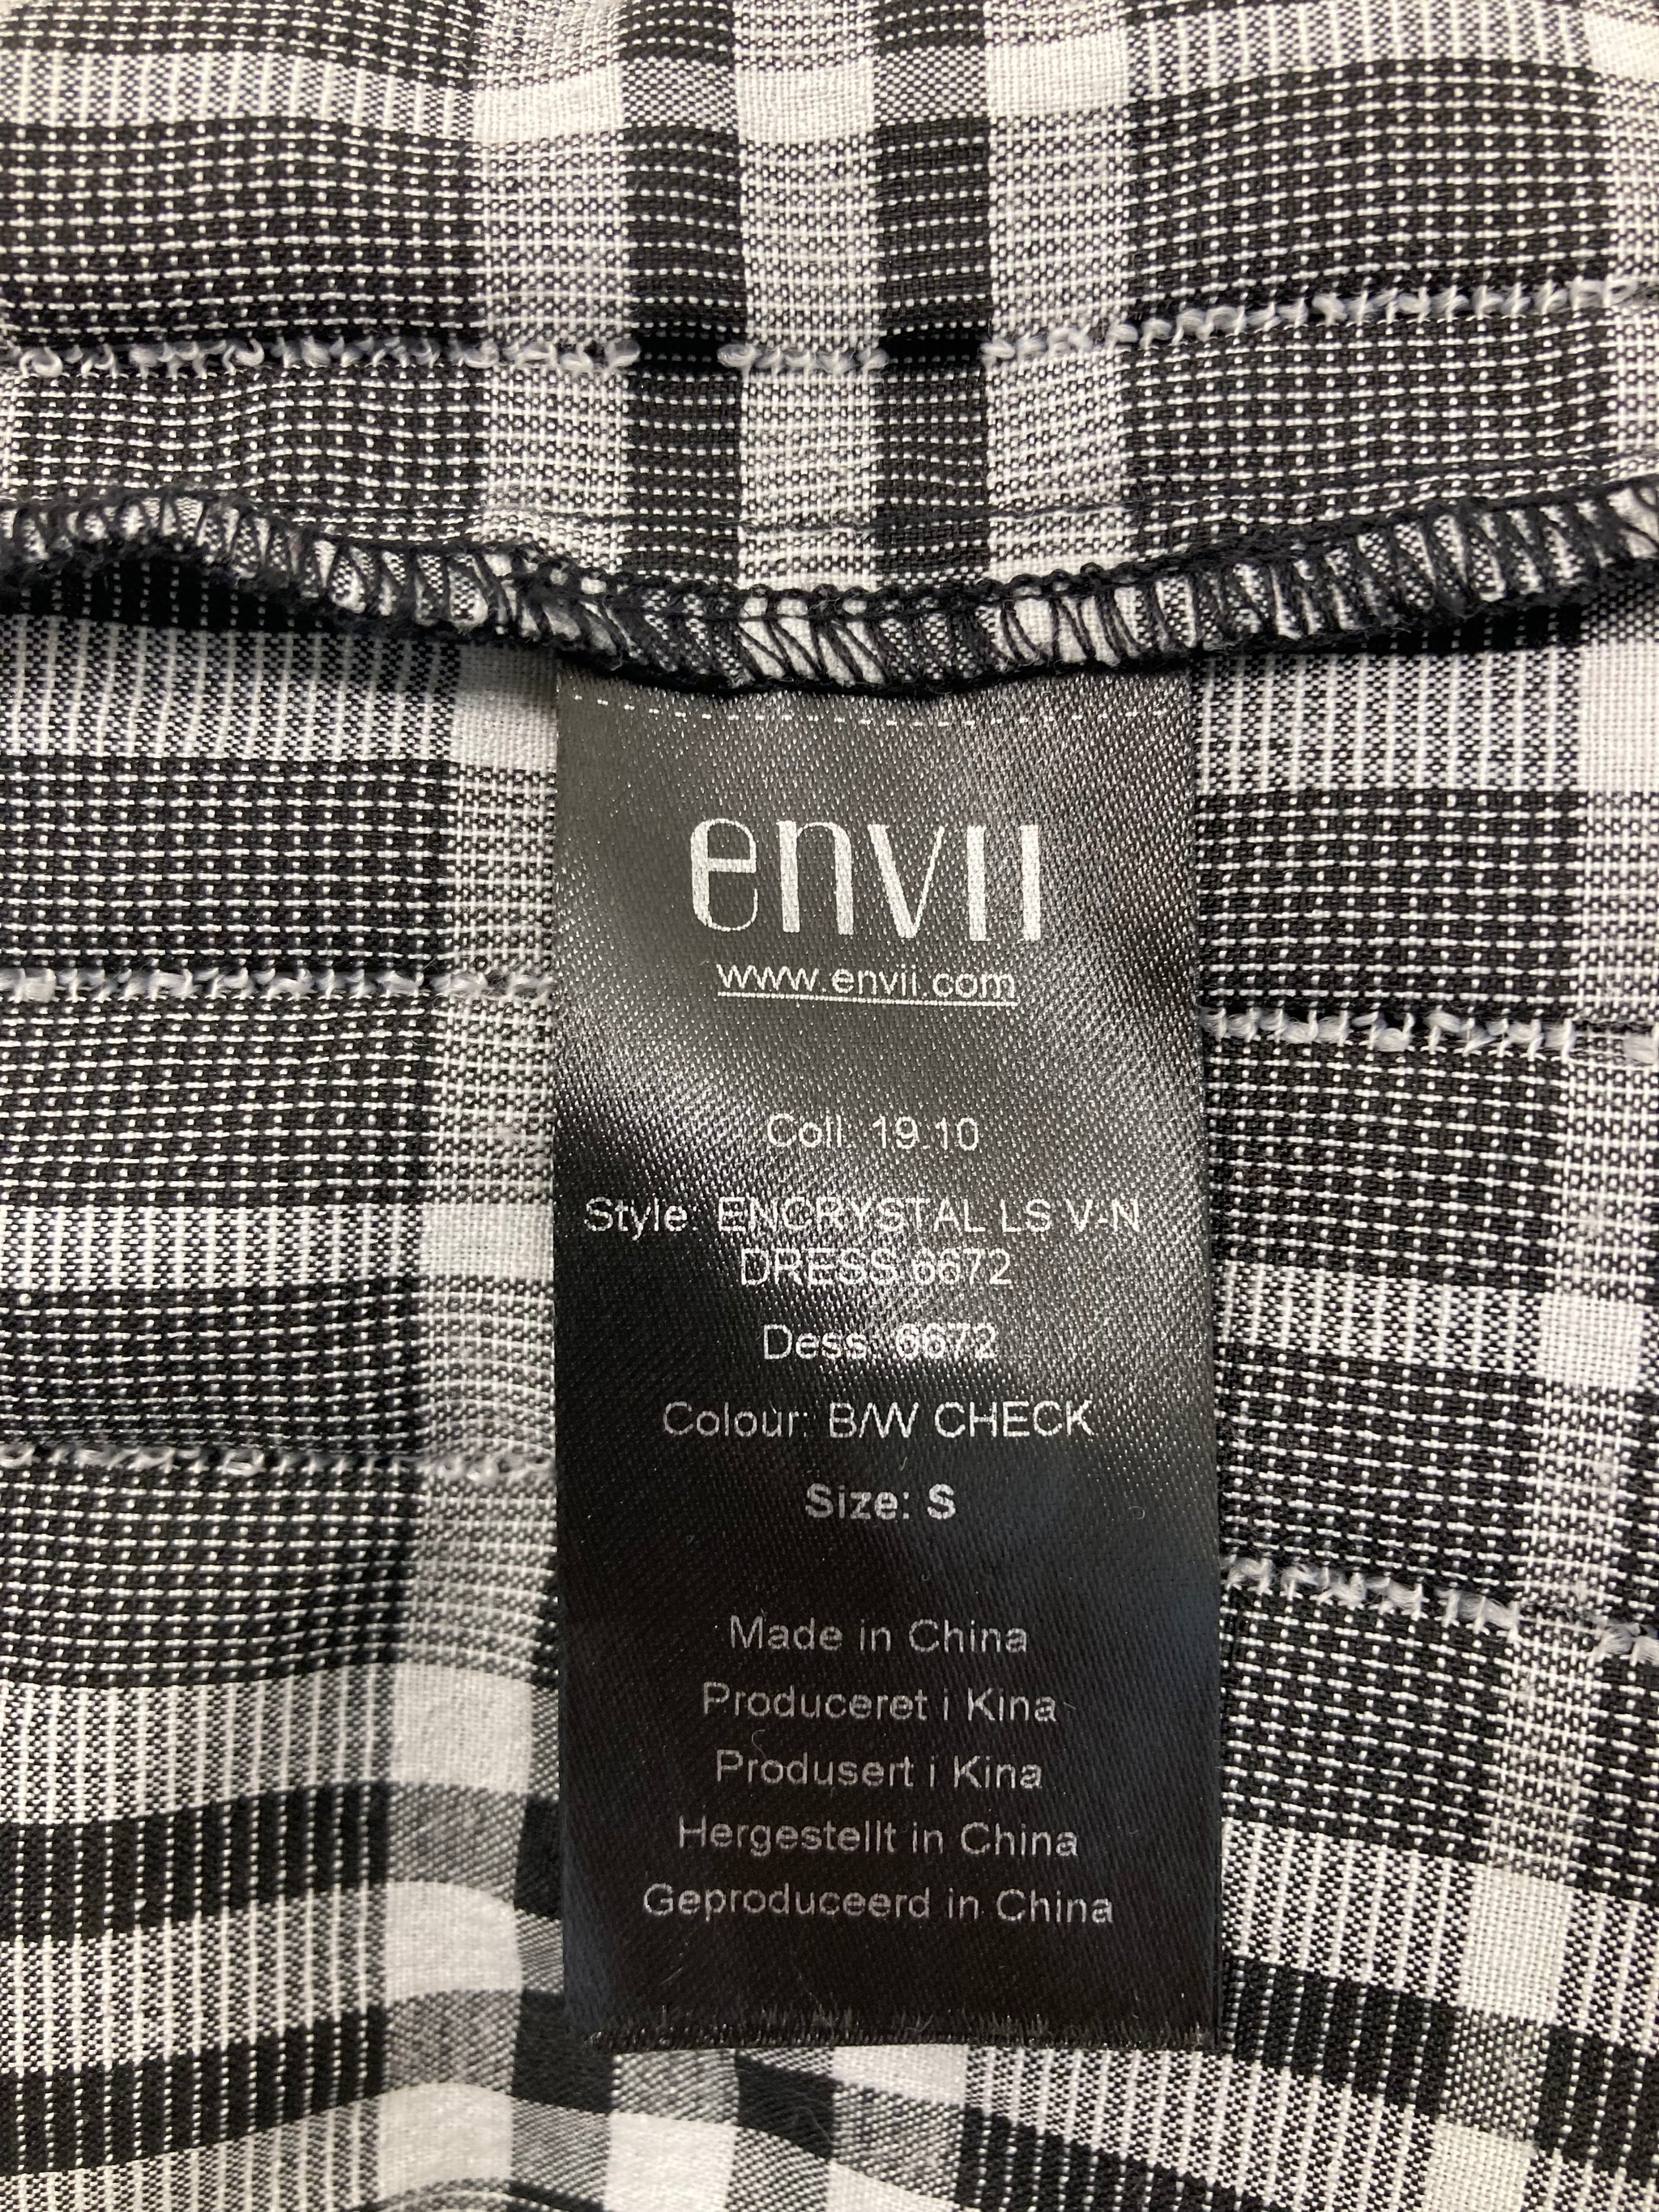 envii
www.envii.com
Coll. 19.10
Style: ENCRYSTAL LS V-N
DRESS 6672
Dess: 6672
Colour: B/W CHECK
Size: S
Made in China
Produceret i Kina
Produsert i Kina
Hergestellt in China
Geproduceerd in China